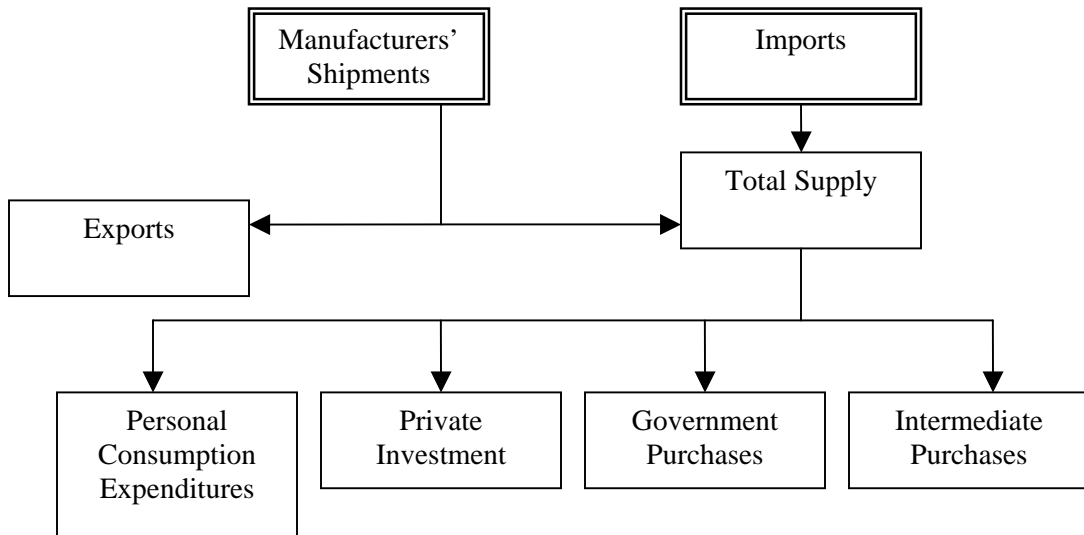 Manufacturers’
Shipments
Imports
Total Supply
Exports
Personal
Consumption
Expenditures
Private
Investment
Government
Purchases
Intermediate
Purchases